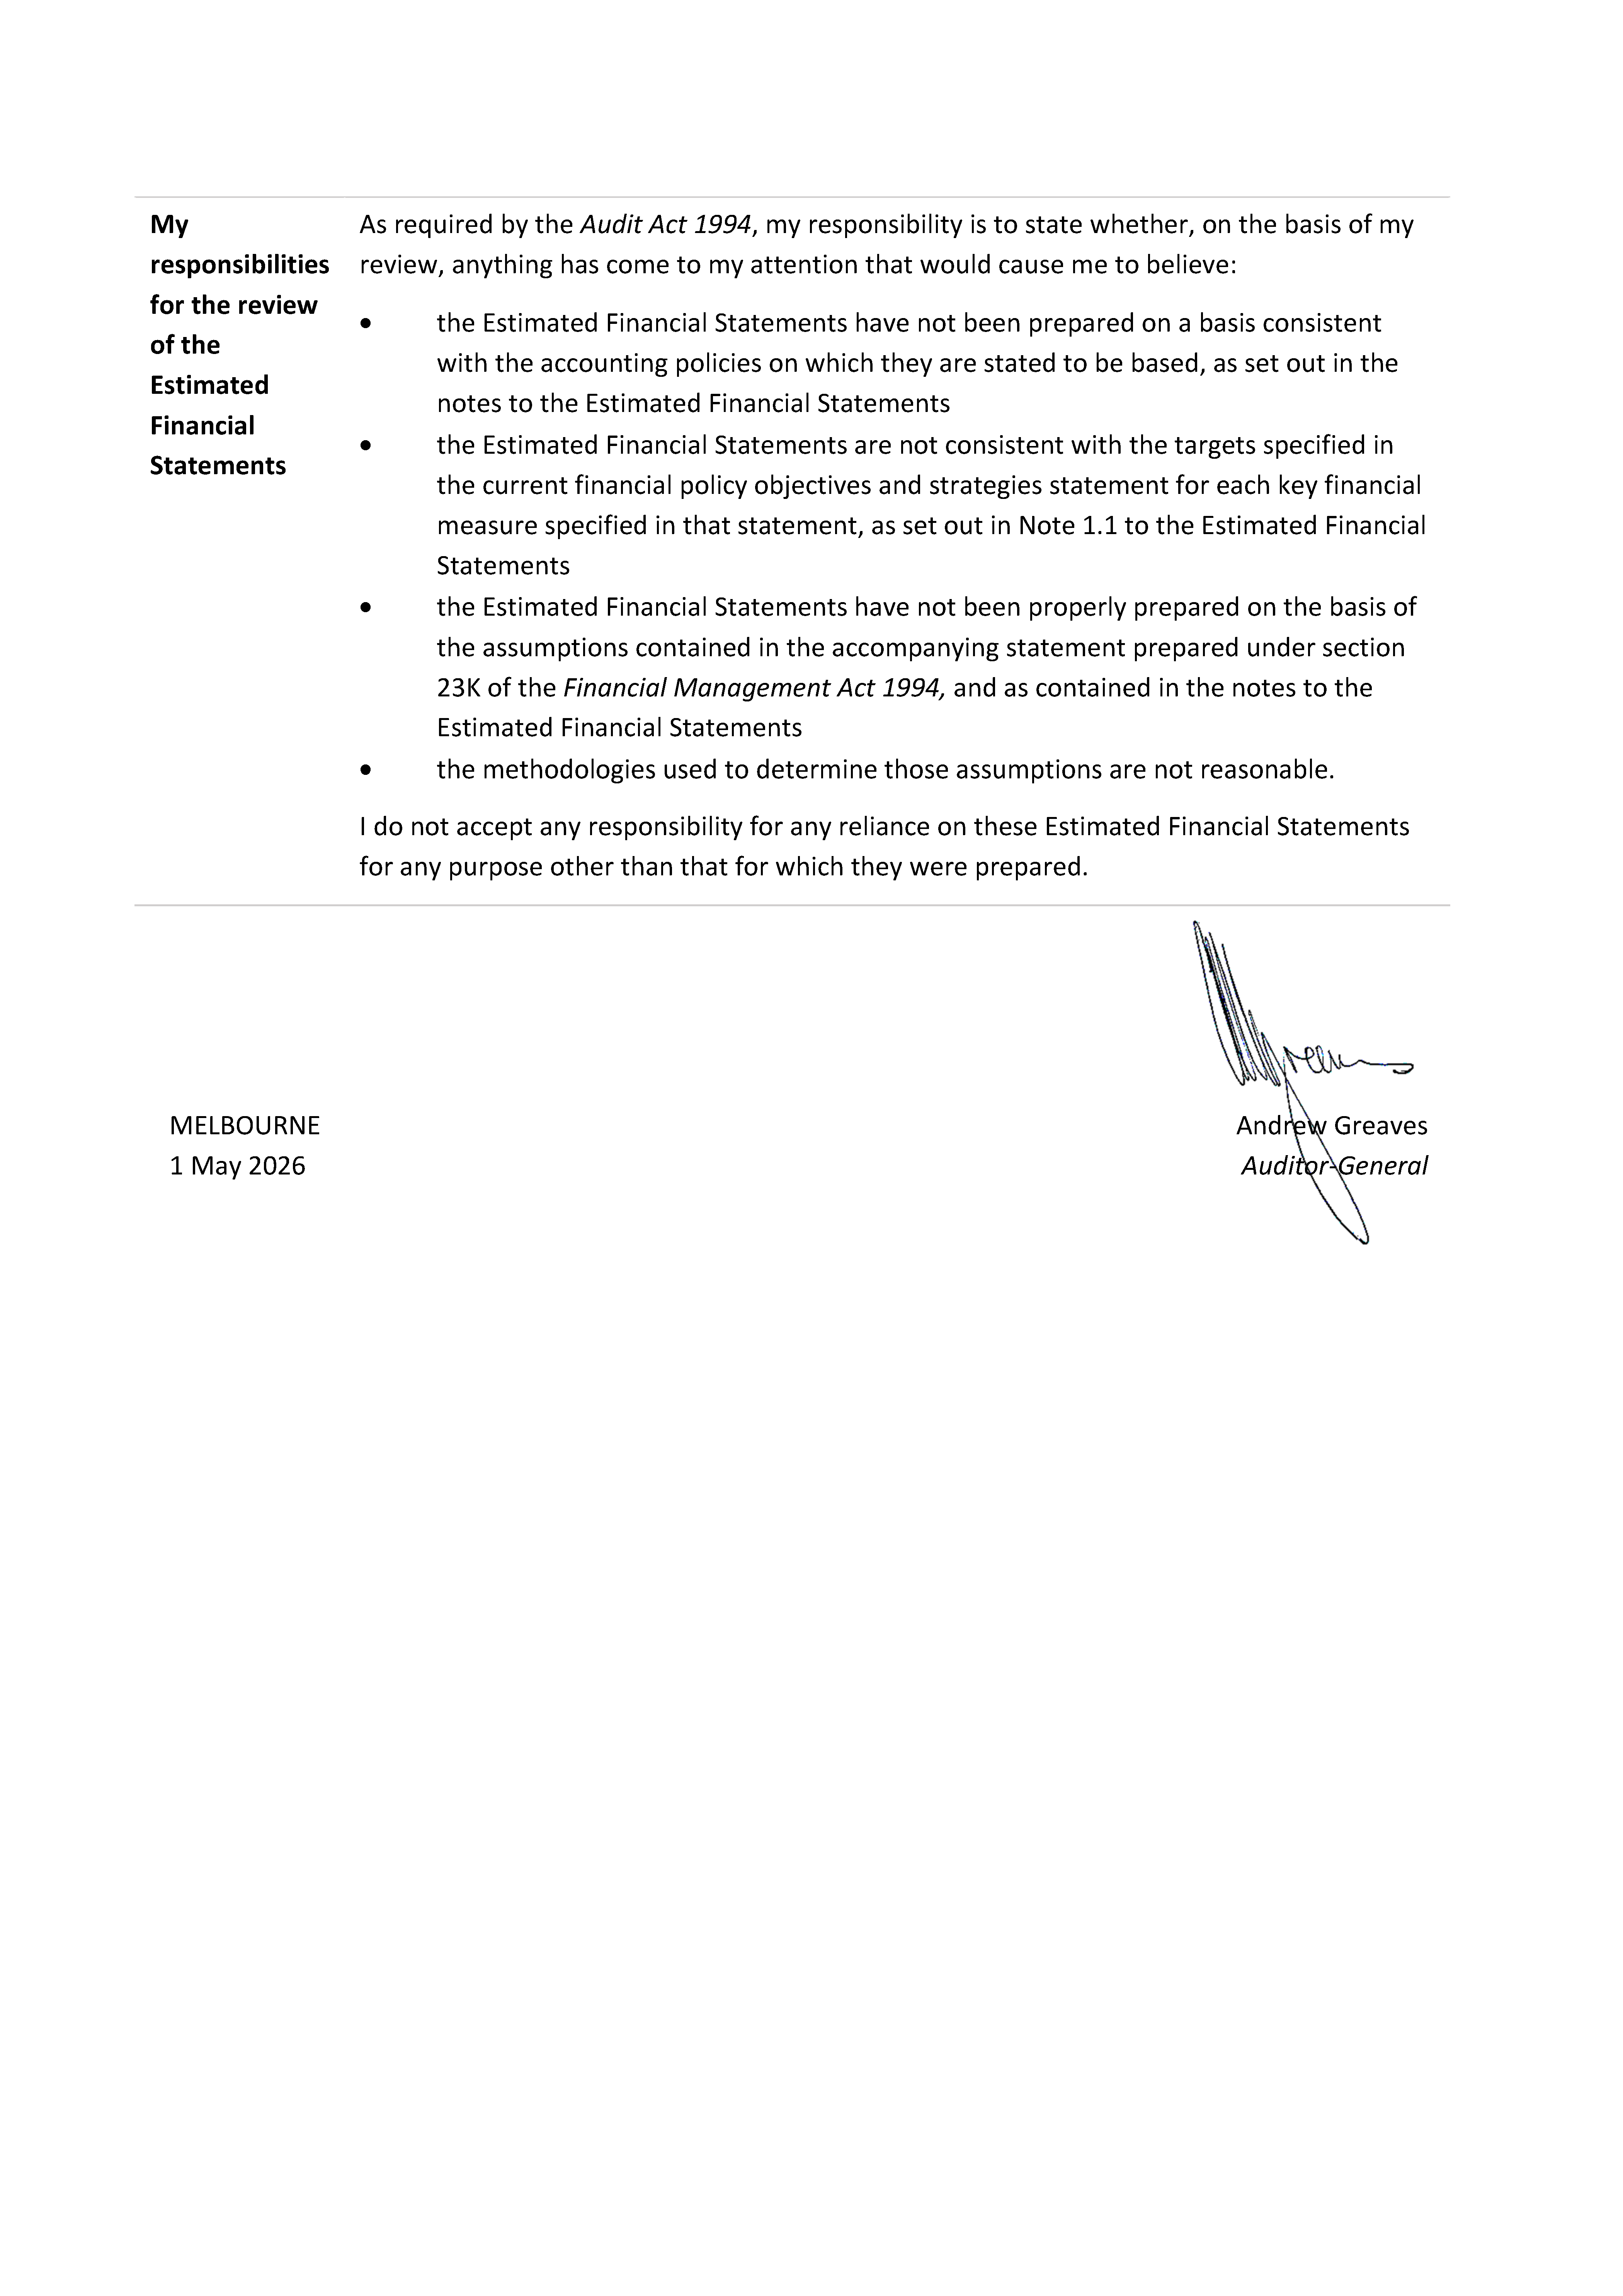 My
responsibilities
for the review
of the
Estimated
Financial
Statements
As required by the Audit Act 1994, my responsibility is to state whether, on the basis of my
review, anything has come to my attention that would cause me to believe:
• the Estimated Financial Statements have not been prepared on a basis consistent
with the accounting policies on which they are stated to be based, as set out in the
notes to the Estimated Financial Statements
• the Estimated Financial Statements are not consistent with the targets specified in
the current financial policy objectives and strategies statement for each key financial
measure specified in that statement, as set out in Note 1.1 to the Estimated Financial
Statements
• the Estimated Financial Statements have not been properly prepared on the basis of
the assumptions contained in the accompanying statement prepared under section
23K of the Financial Management Act 1994, and as contained in the notes to the
Estimated Financial Statements
• the methodologies used to determine those assumptions are not reasonable.
I do not accept any responsibility for any reliance on these Estimated Financial Statements
for any purpose other than that for which they were prepared.
MELBOURNE
1 May 2026
Andrew Greaves
Auditor-General